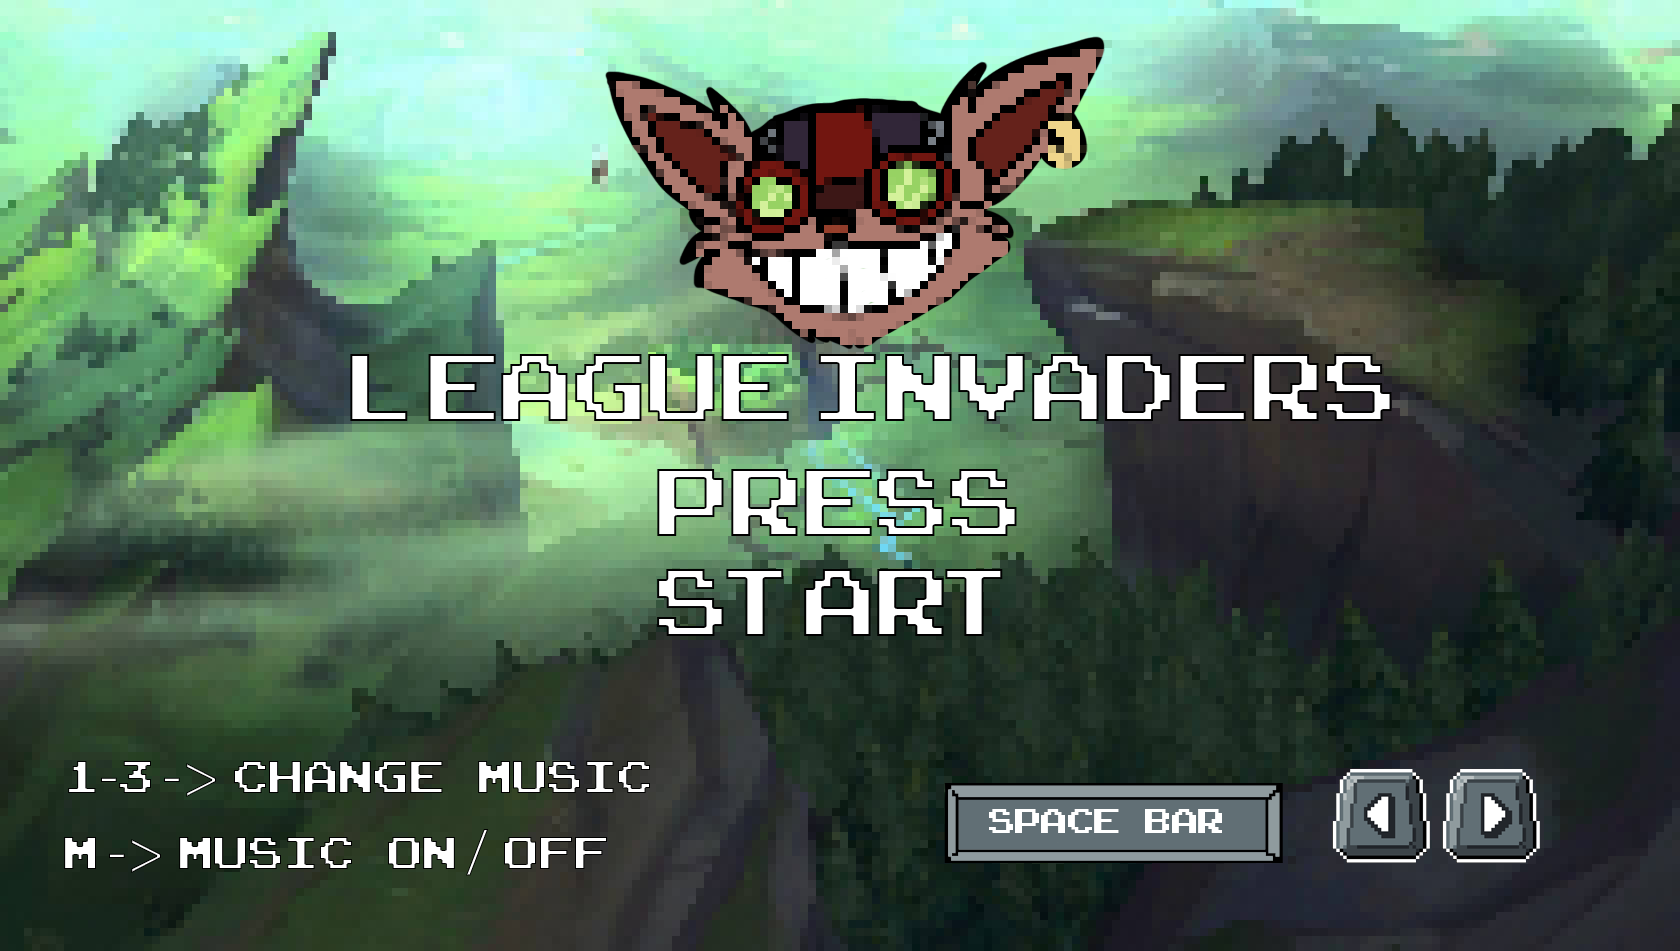 LEAGUE INVADERS
PRESS
START
1-3 -> CHANGE MUSIC
M -> MUSIC ON/OFF
SPACE BAR